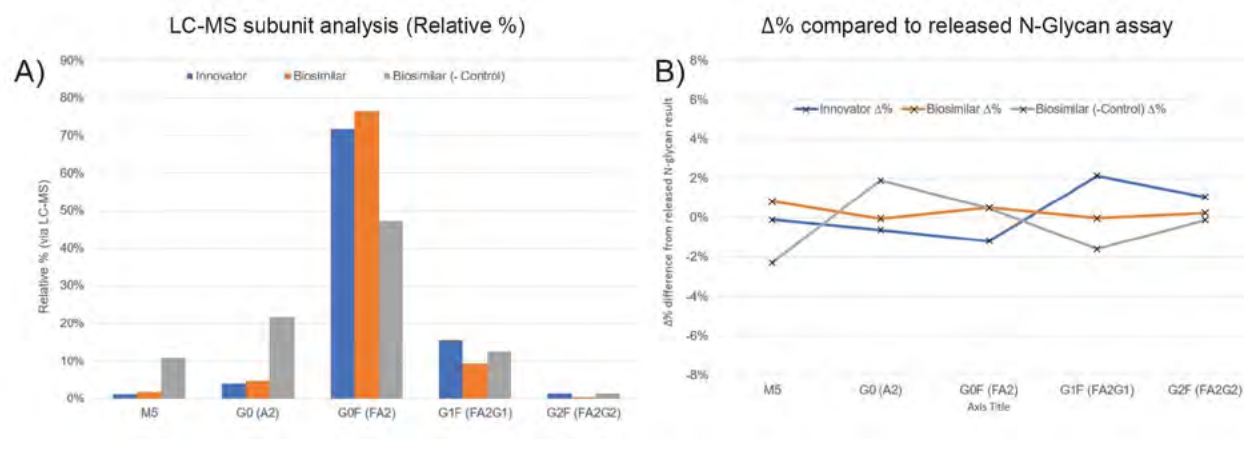 LC-MS subunit analysis (Relative %)
A)
90%
80%
70%
60%
50%
40%
30%
20%
10%
0%
Relative % (via LC-MS)
Innovator Biosimilar Biosimilar (- Control)
M5 G0 (A2) G0F (FA2) G1F (FA2G1) G2F (FA2G2)
Δ% compared to released N-Glycan assay
B)
8%
6%
4%
2%
0%
-2%
-4%
-6%
-8%
Δ% difference from released N-glycan result
Innovator Δ% Biosimilar Δ% Biosimilar (-Control) Δ%
M5 G0 (A2) G0F (FA2) G1F (FA2G1) G2F (FA2G2)
Axis Title